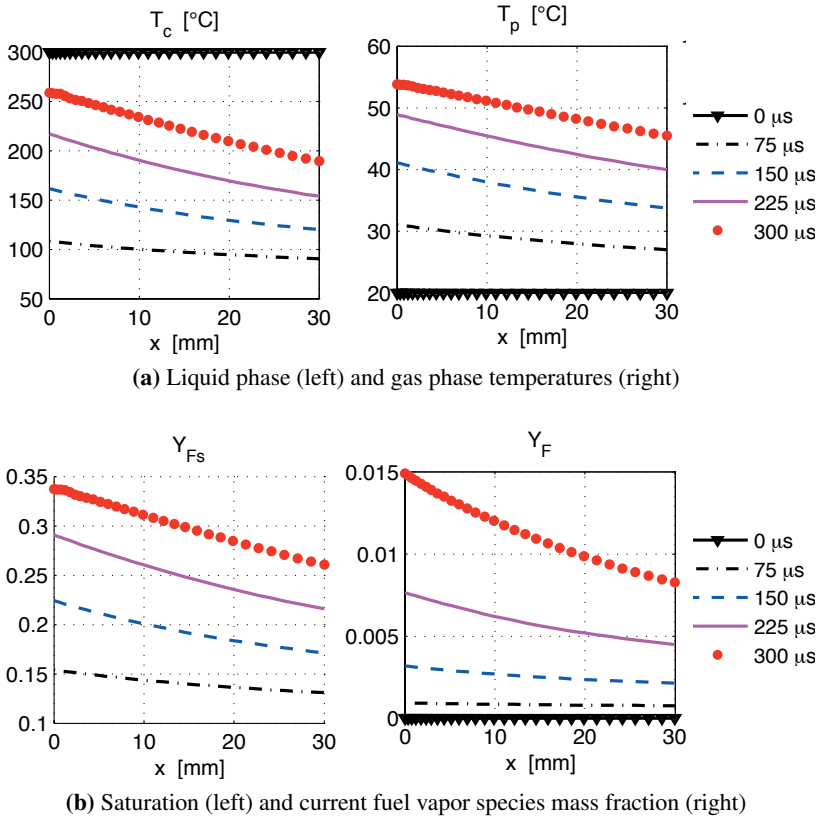 T_c [°C]
T_p [°C]
300
250
200
150
100
50
0
10
20
30
x [mm]
60
50
40
30
20
0
10
20
30
x [mm]
0 μs
75 μs
150 μs
225 μs
300 μs
(a) Liquid phase (left) and gas phase temperatures (right)
Y_Fs
Y_F
0.35
0.3
0.25
0.2
0.15
0.1
0
10
20
30
x [mm]
0.015
0.01
0.005
0
0
10
20
30
x [mm]
0 μs
75 μs
150 μs
225 μs
300 μs
(b) Saturation (left) and current fuel vapor species mass fraction (right)